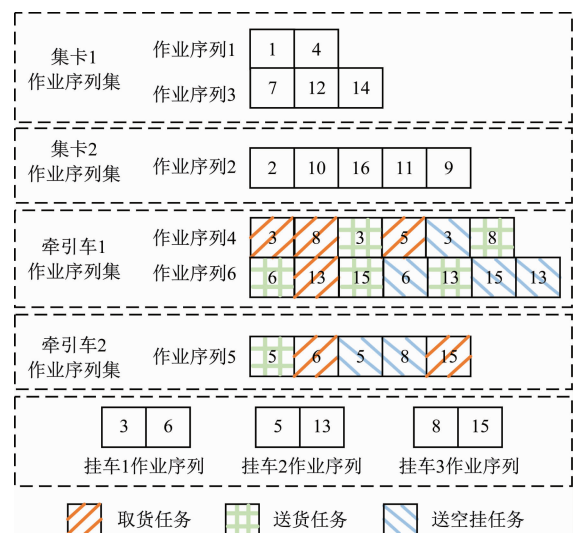 集卡1
作业序列集
作业序列1 1 4
作业序列3 7 12 14
集卡2
作业序列集
作业序列2 2 10 16 11 9
牵引车1
作业序列集
作业序列4 3 8 3 5 3 8
作业序列6 6 13 15 6 13 15 13
牵引车2
作业序列集
作业序列5 5 6 5 8 15
3 6 5 13 8 15
挂车1作业序列 挂车2作业序列 挂车3作业序列
取货任务 送货任务 送空挂任务